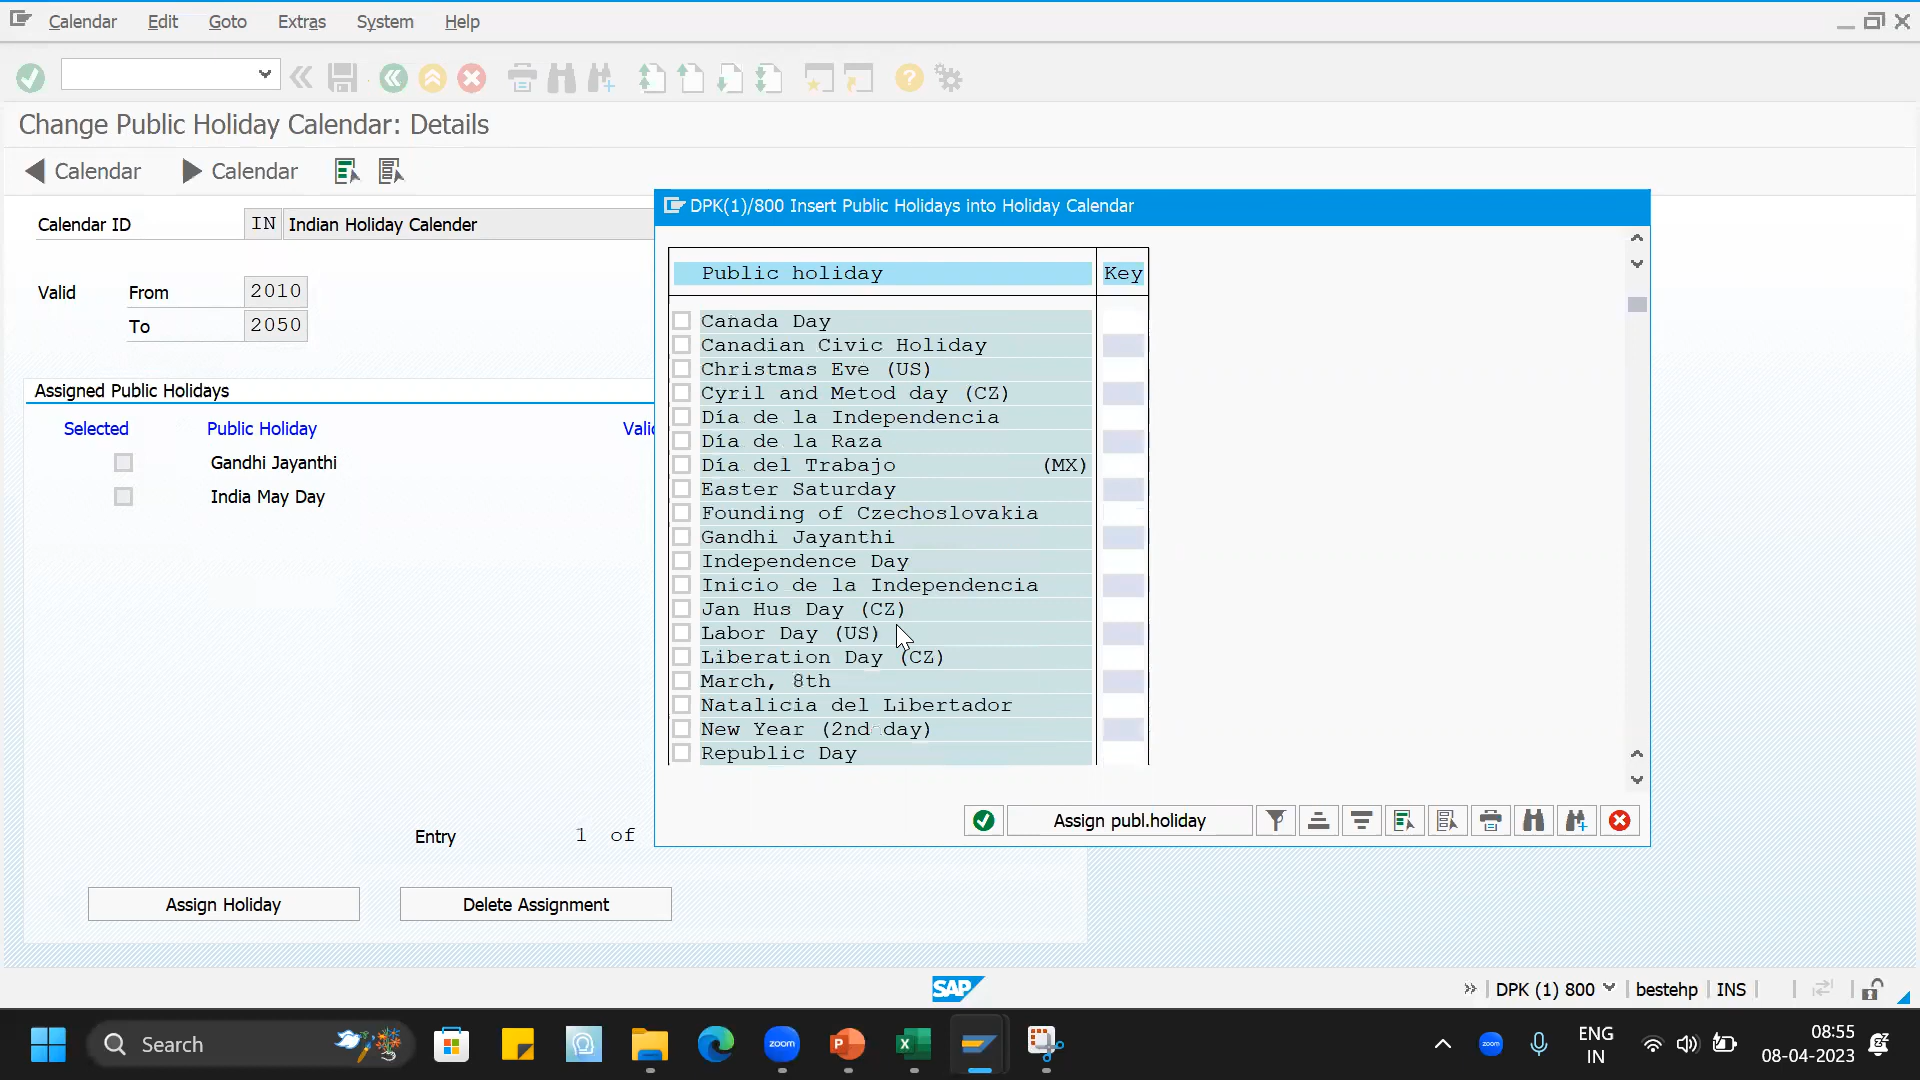 Calendar Edit Goto Extras System Help
Change Public Holiday Calendar: Details
Calendar Calendar
Calendar ID IN Indian Holiday Calender
Valid From 2010
To 2050
Assigned Public Holidays
Selected Public Holiday Valid
Gandhi Jayanthi
India May Day
Entry 1 of
Assign Holiday Delete Assignment
DPK(1)/800 Insert Public Holidays into Holiday Calendar
Public holiday Key
Canada Day
Canadian Civic Holiday
Christmas Eve (US)
Cyril and Metod day (CZ)
Día de la Independencia
Día de la Raza
Día del Trabajo (MX)
Easter Saturday
Founding of Czechoslovakia
Gandhi Jayanthi
Independence Day
Inicio de la Independencia
Jan Hus Day (CZ)
Labor Day (US)
Liberation Day (CZ)
March, 8th
Natalicia del Libertador
New Year (2nd day)
Republic Day
Assign publ.holiday
SAP
DPK (1) 800 bestehp INS
Search
zoom
P
X
zoom
ENG
IN
08:55
08-04-2023